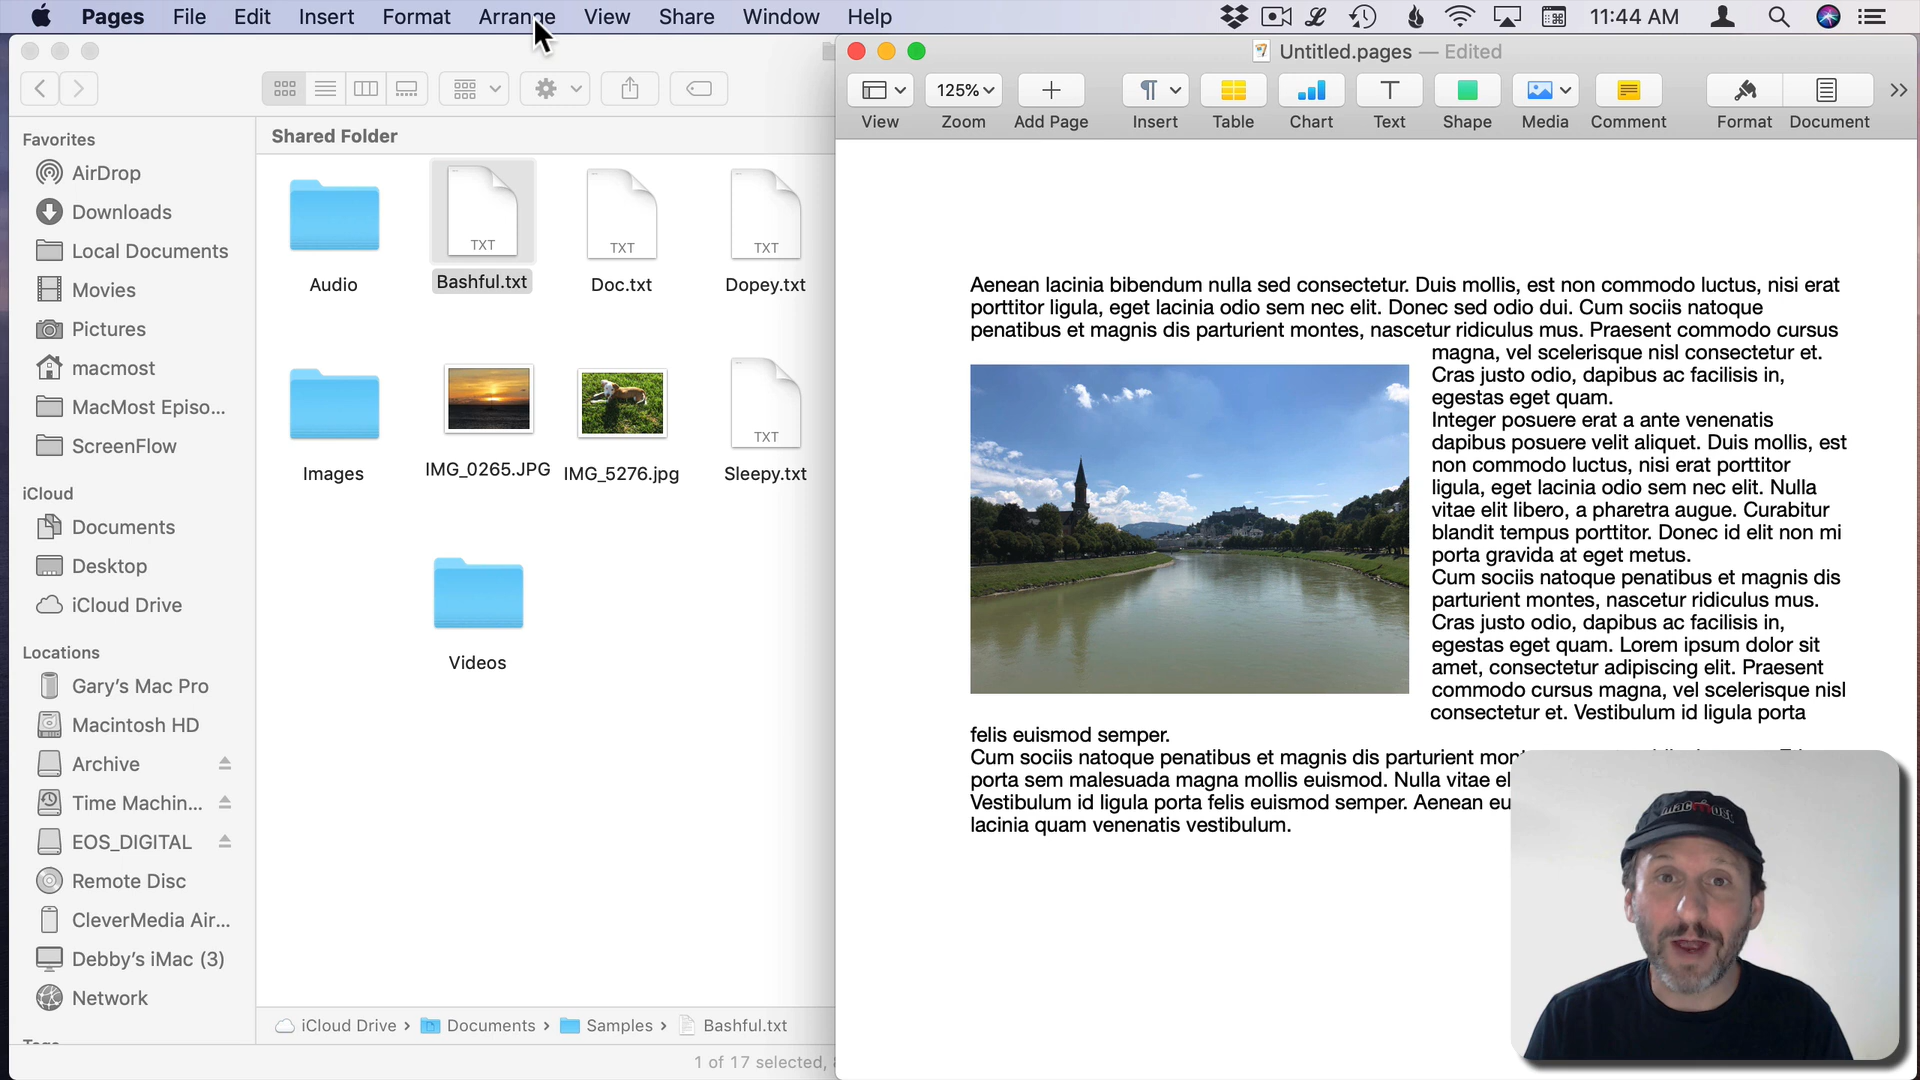 Pages File Edit Insert Format Arrange View Share Window Help 11:44 AM
Untitled.pages — Edited
125%
View Zoom Add Page Insert Table Chart Text Shape Media Comment Format Document
Favorites
AirDrop
Downloads
Local Documents
Movies
Pictures
macmost
MacMost Episo...
ScreenFlow
iCloud
Documents
Desktop
iCloud Drive
Locations
Gary’s Mac Pro
Macintosh HD
Archive
Time Machin...
EOS_DIGITAL
Remote Disc
CleverMedia Air...
Debby’s iMac (3)
Network
Shared Folder
TXT TXT TXT
Audio Bashful.txt Doc.txt Dopey.txt
TXT
Images IMG_0265.JPG IMG_5276.jpg Sleepy.txt
Videos
iCloud Drive › Documents › Samples › Bashful.txt
1 of 17 selected,
Aenean lacinia bibendum nulla sed consectetur. Duis mollis, est non commodo luctus, nisi erat
porttitor ligula, eget lacinia odio sem nec elit. Donec sed odio dui. Cum sociis natoque
penatibus et magnis dis parturient montes, nascetur ridiculus mus. Praesent commodo cursus
magna, vel scelerisque nisl consectetur et.
Cras justo odio, dapibus ac facilisis in,
egestas eget quam.
Integer posuere erat a ante venenatis
dapibus posuere velit aliquet. Duis mollis, est
non commodo luctus, nisi erat porttitor
ligula, eget lacinia odio sem nec elit. Nulla
vitae elit libero, a pharetra augue. Curabitur
blandit tempus porttitor. Donec id elit non mi
porta gravida at eget metus.
Cum sociis natoque penatibus et magnis dis
parturient montes, nascetur ridiculus mus.
Cras justo odio, dapibus ac facilisis in,
egestas eget quam. Lorem ipsum dolor sit
amet, consectetur adipiscing elit. Praesent
commodo cursus magna, vel scelerisque nisl
consectetur et. Vestibulum id ligula porta
felis euismod semper.
Cum sociis natoque penatibus et magnis dis parturient
porta sem malesuada magna mollis euismod. Nulla vitae
Vestibulum id ligula porta felis euismod semper. Aenean eu
lacinia quam venenatis vestibulum.
macmost